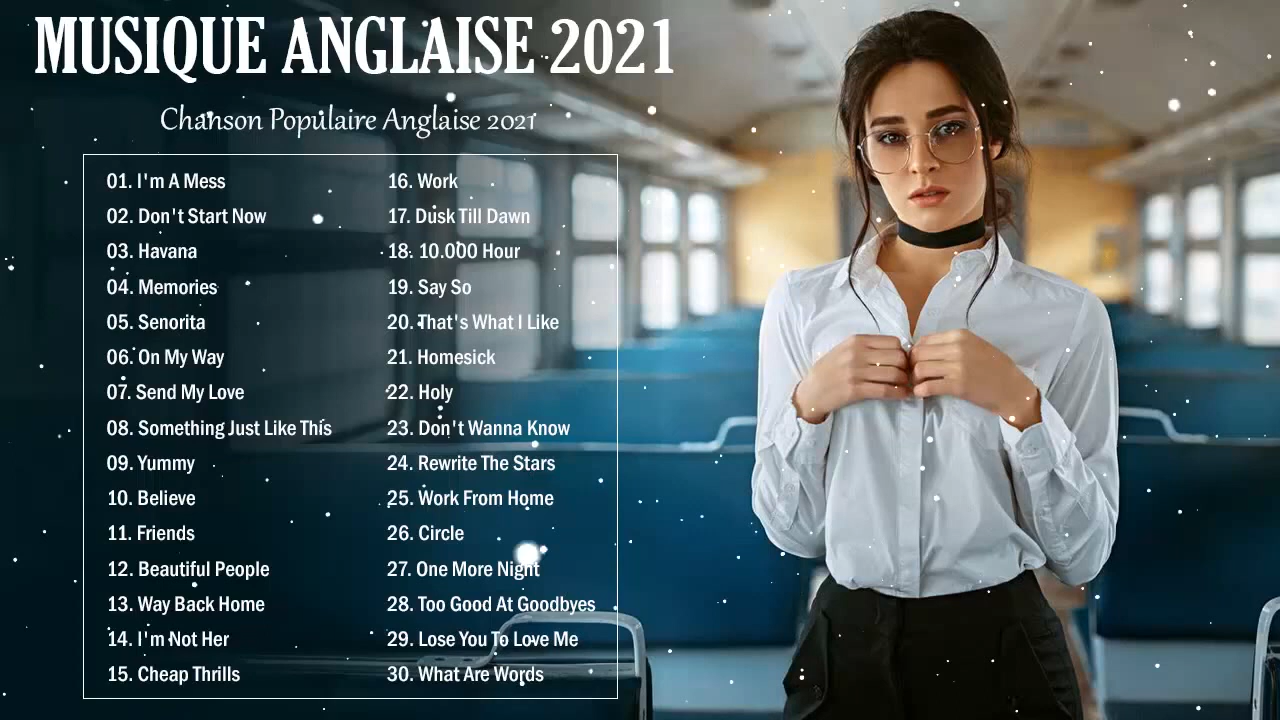 MUSIQUE ANGLAISE 2021
Chanson Populaire Anglaise 2021
01. I'm A Mess
02. Don't Start Now
03. Havana
04. Memories
05. Senorita
06. On My Way
07. Send My Love
08. Something Just Like This
09. Yummy
10. Believe
11. Friends
12. Beautiful People
13. Way Back Home
14. I'm Not Her
15. Cheap Thrills
16. Work
17. Dusk Till Dawn
18. 10.000 Hour
19. Say So
20. That's What I Like
21. Homesick
22. Holy
23. Don't Wanna Know
24. Rewrite The Stars
25. Work From Home
26. Circle
27. One More Night
28. Too Good At Goodbyes
29. Lose You To Love Me
30. What Are Words